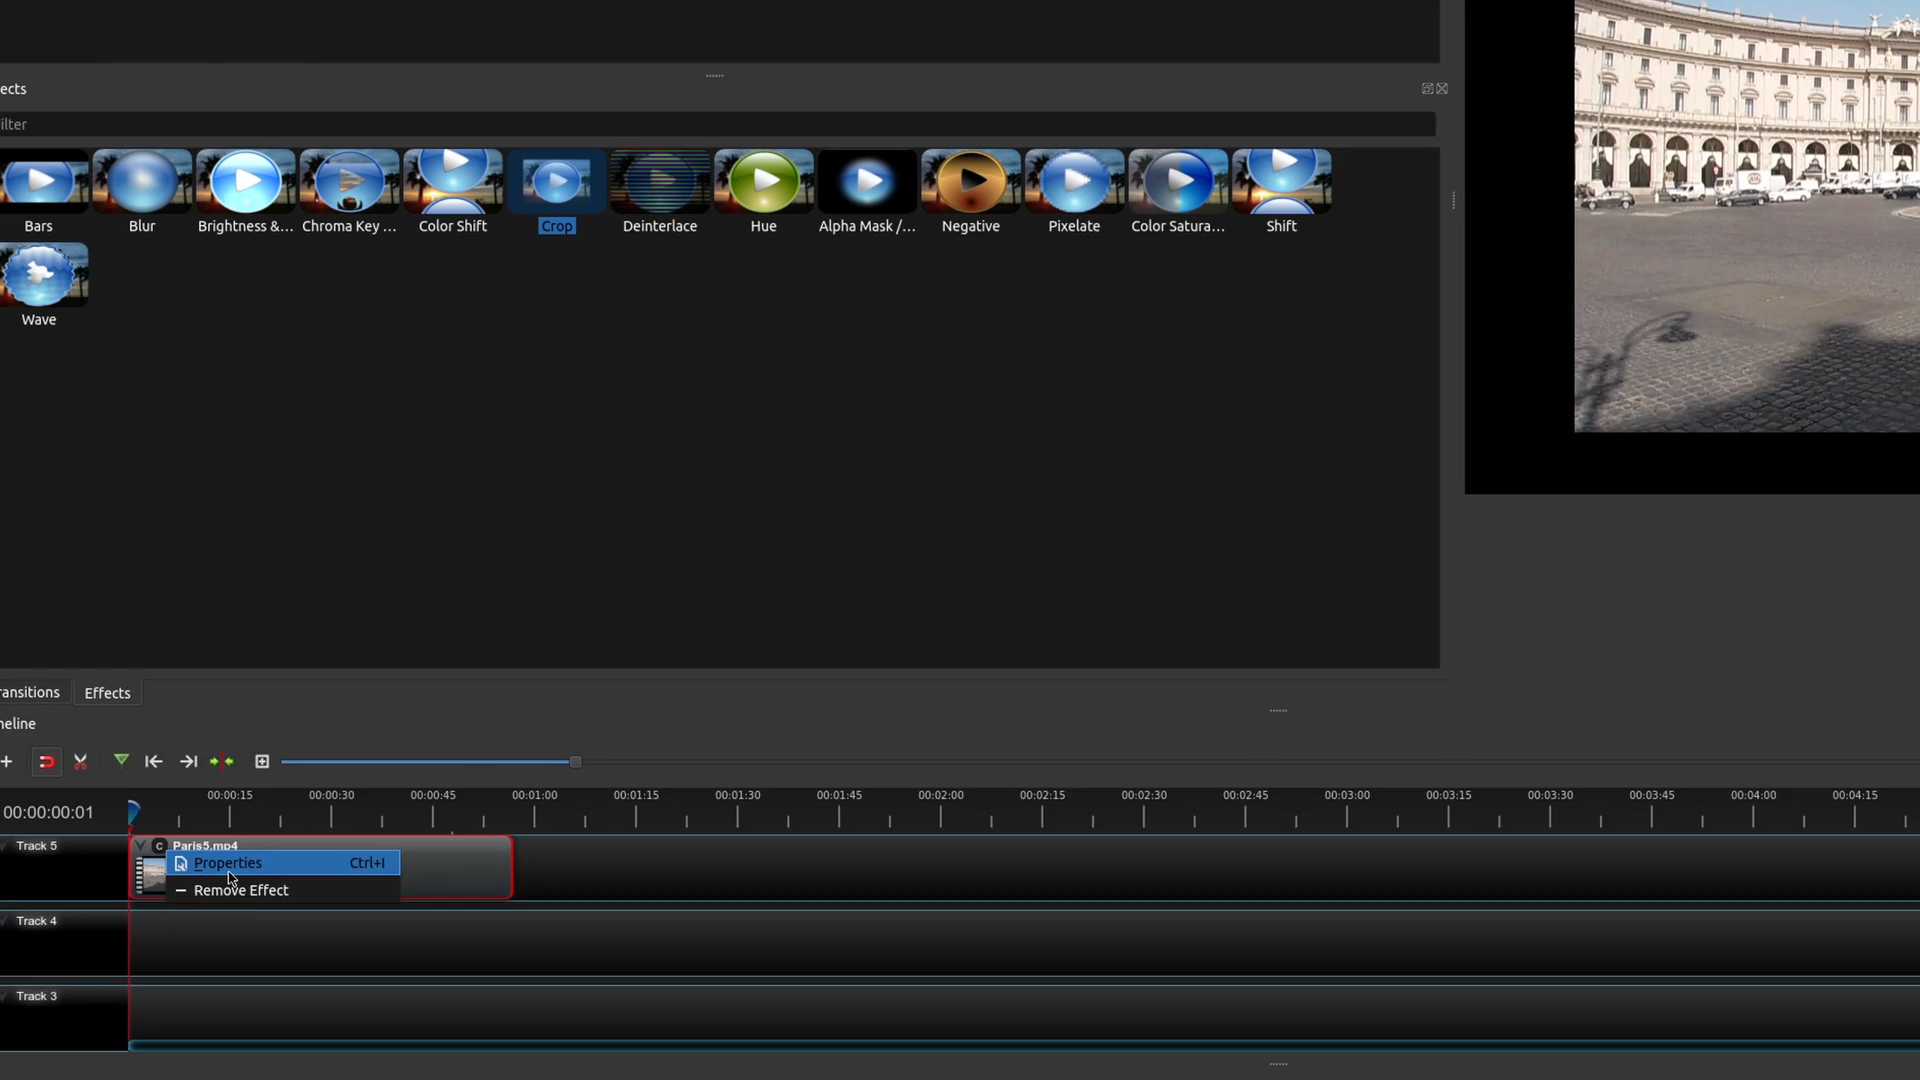 ects
ilter
Bars
Blur
Brightness &...
Chroma Key ...
Color Shift
Crop
Deinterlace
Hue
Alpha Mask /...
Negative
Pixelate
Color Satura...
Shift
Wave
ransitions
Effects
meline
00:00:15
00:00:30
00:00:45
00:01:00
00:01:15
00:01:30
00:01:45
00:02:00
00:02:15
00:02:30
00:02:45
00:03:00
00:03:15
00:03:30
00:03:45
00:04:00
00:04:15
00:00:00:01
Track 5
C Paris5.mp4
Properties Ctrl+I
Remove Effect
Track 4
Track 3